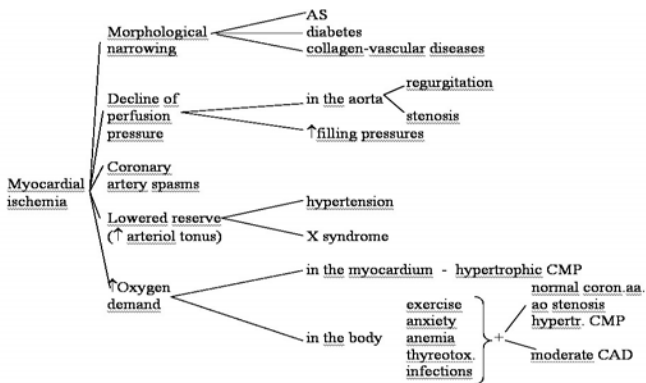 Myocardial
ischemia
Morphological
narrowing
AS
diabetes
collagen-vascular diseases
Decline of
perfusion
pressure
in the aorta
regurgitation
stenosis
↑filling pressures
Coronary
artery spasms
Lowered reserve
(↑ arteriol tonus)
hypertension
X syndrome
↑Oxygen
demand
in the myocardium - hypertrophic CMP
in the body
exercise
anxiety
anemia
thyreotox.
infections
+
normal coron.aa.
ao stenosis
hypertr. CMP
moderate CAD